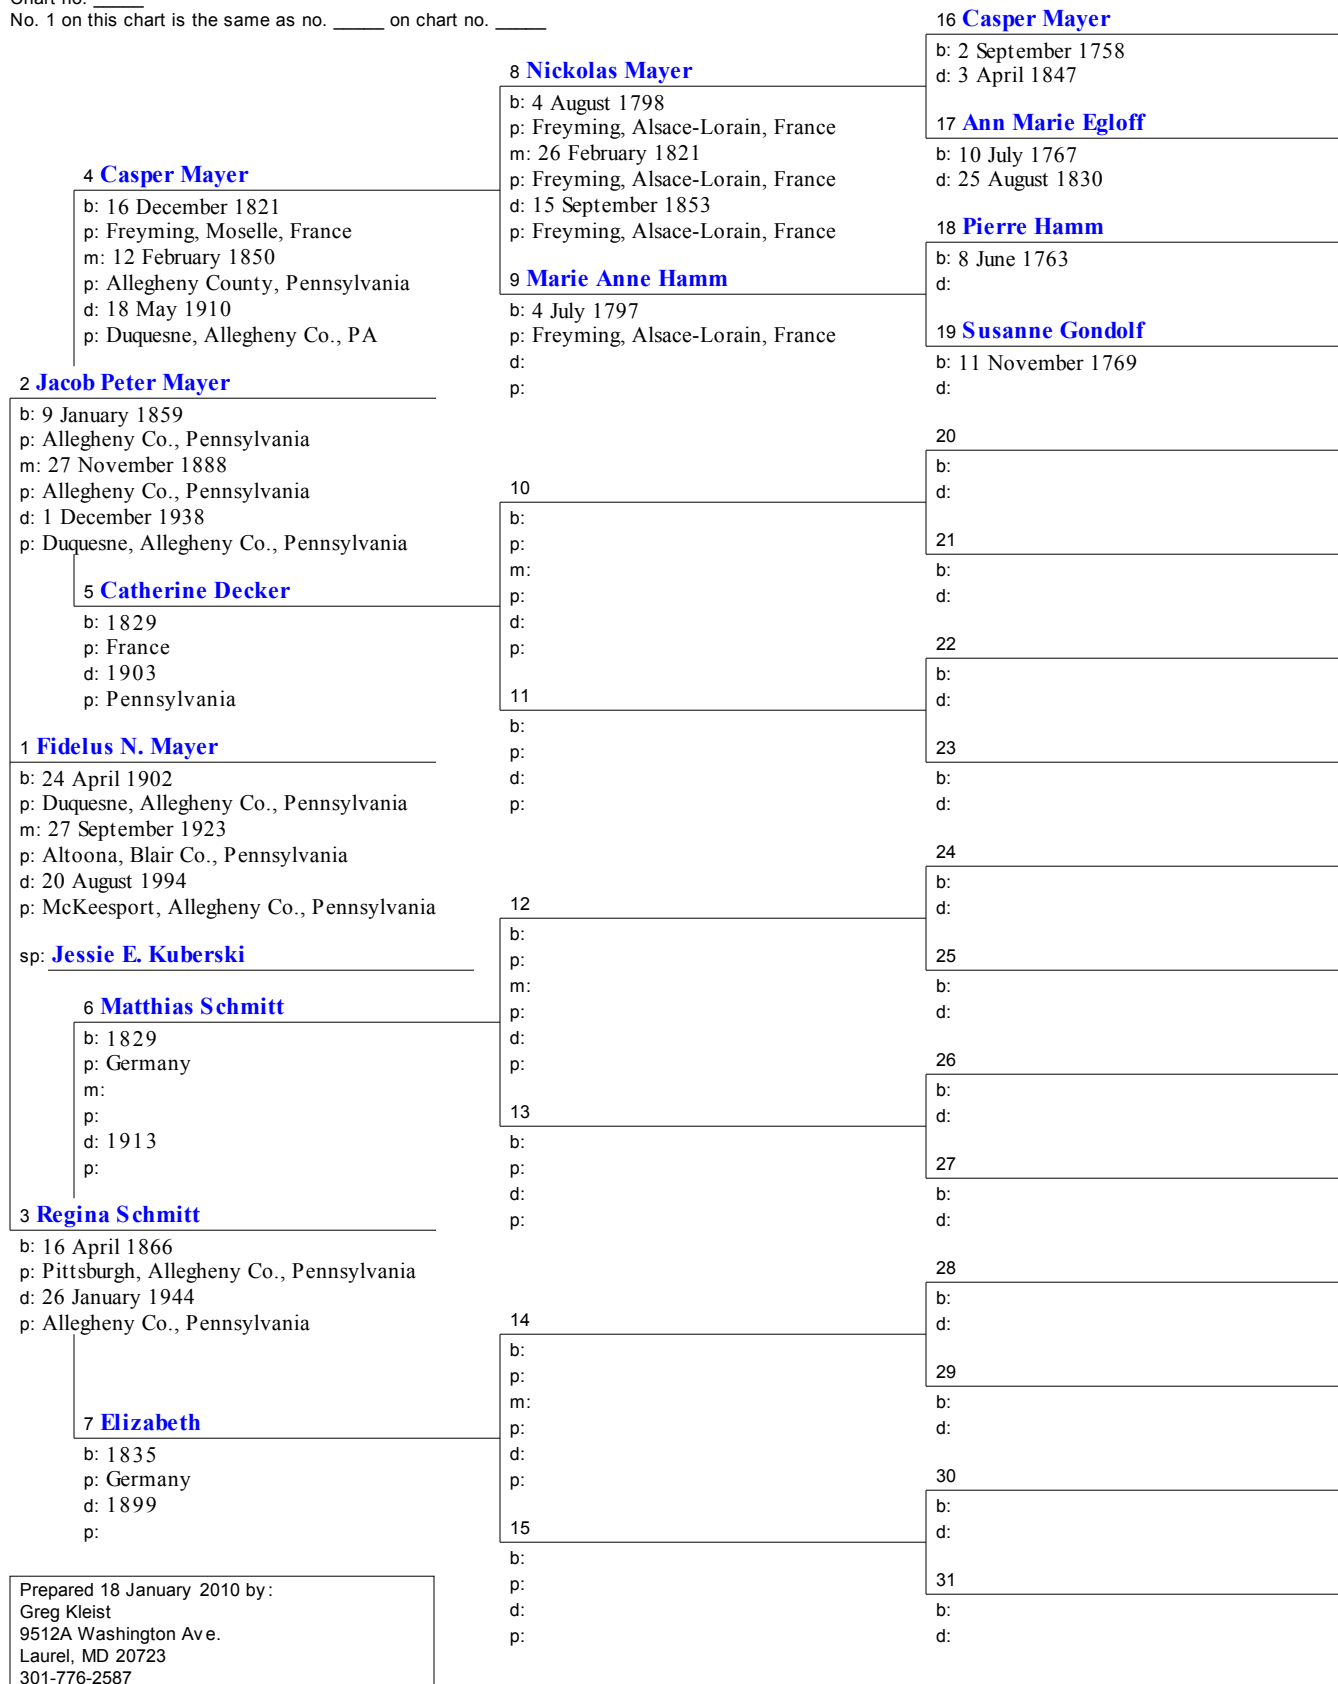 Chart no. _____
No. 1 on this chart is the same as no. _____ on chart no. _____
16 Casper Mayer
b: 2 September 1758
d: 3 April 1847
8 Nickolas Mayer
b: 4 August 1798
p: Freyming, Alsace-Lorain, France
m: 26 February 1821
p: Freyming, Alsace-Lorain, France
d: 15 September 1853
p: Freyming, Alsace-Lorain, France
17 Ann Marie Egloff
b: 10 July 1767
d: 25 August 1830
4 Casper Mayer
b: 16 December 1821
p: Freyming, Moselle, France
m: 12 February 1850
p: Allegheny County, Pennsylvania
d: 18 May 1910
p: Duquesne, Allegheny Co., PA
18 Pierre Hamm
b: 8 June 1763
d:
9 Marie Anne Hamm
b: 4 July 1797
p: Freyming, Alsace-Lorain, France
d:
p:
19 Susanne Gondolf
b: 11 November 1769
d:
2 Jacob Peter Mayer
b: 9 January 1859
p: Allegheny Co., Pennsylvania
m: 27 November 1888
p: Allegheny Co., Pennsylvania
d: 1 December 1938
p: Duquesne, Allegheny Co., Pennsylvania
20
b:
d:
10
b:
p:
m:
p:
d:
p:
21
b:
d:
5 Catherine Decker
b: 1829
p: France
d: 1903
p: Pennsylvania
22
b:
d:
11
b:
p:
d:
p:
23
b:
d:
1 Fidelus N. Mayer
b: 24 April 1902
p: Duquesne, Allegheny Co., Pennsylvania
m: 27 September 1923
p: Altoona, Blair Co., Pennsylvania
d: 20 August 1994
p: McKeesport, Allegheny Co., Pennsylvania
sp: Jessie E. Kuberski
24
b:
d:
12
b:
p:
m:
p:
d:
p:
25
b:
d:
6 Matthias Schmitt
b: 1829
p: Germany
m:
p:
d: 1913
p:
26
b:
d:
13
b:
p:
d:
p:
27
b:
d:
3 Regina Schmitt
b: 16 April 1866
p: Pittsburgh, Allegheny Co., Pennsylvania
d: 26 January 1944
p: Allegheny Co., Pennsylvania
28
b:
d:
14
b:
p:
m:
p:
d:
p:
29
b:
d:
7 Elizabeth
b: 1835
p: Germany
d: 1899
p:
30
b:
d:
15
b:
p:
d:
p:
31
b:
d:
Prepared 18 January 2010 by:
Greg Kleist
9512A Washington Ave.
Laurel, MD 20723
301-776-2587